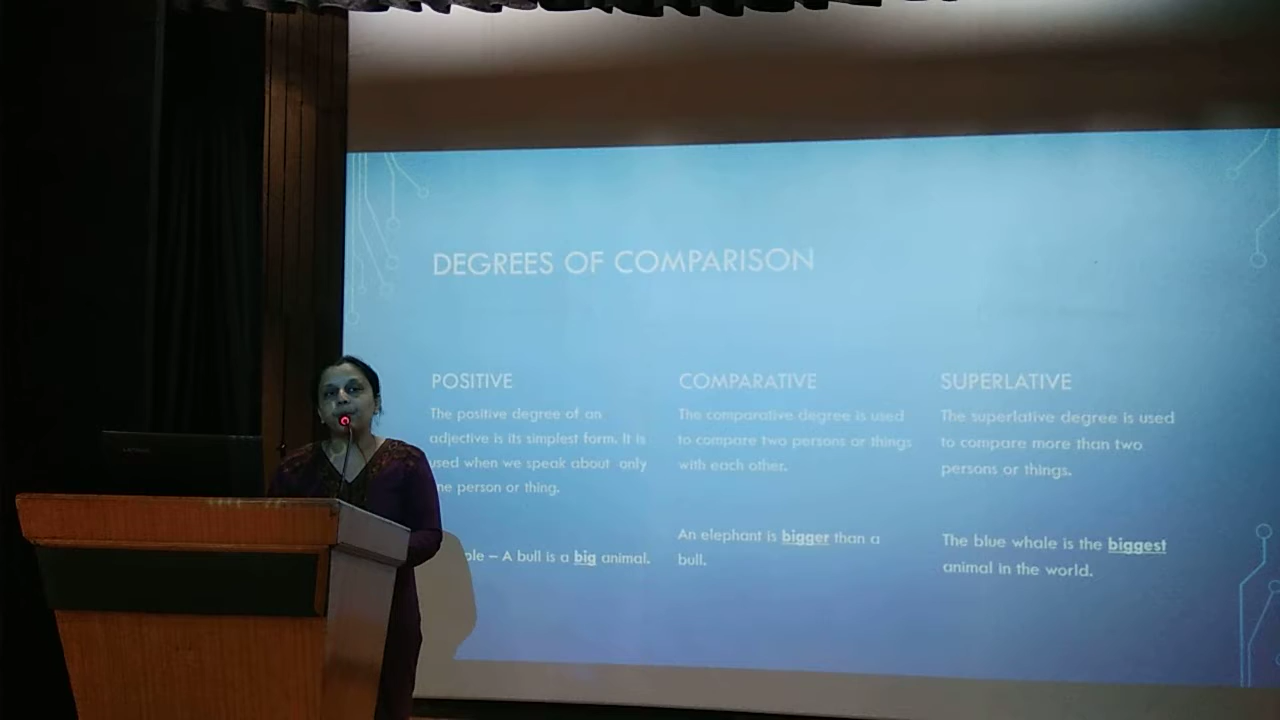 DEGREES OF COMPARISON
POSITIVE
The positive degree of an
adjective is its simplest form. It is
used when we speak about only
one person or thing.
– A bull is a big animal.
COMPARATIVE
The comparative degree is used
to compare two persons or things
with each other.
An elephant is bigger than a
bull.
SUPERLATIVE
The superlative degree is used
to compare more than two
persons or things.
The blue whale is the biggest
animal in the world.